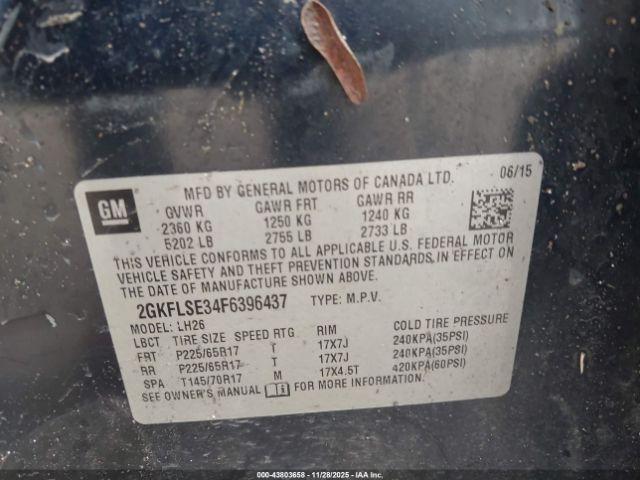 MFD BY GENERAL MOTORS OF CANADA LTD. 06/15
GM
GVWR GAWR FRT GAWR RR
2360 KG 1250 KG 1240 KG
5202 LB 2755 LB 2733 LB
THIS VEHICLE CONFORMS TO ALL APPLICABLE U.S. FEDERAL MOTOR
VEHICLE SAFETY AND THEFT PREVENTION STANDARDS, IN EFFECT ON
THE DATE OF MANUFACTURE SHOWN ABOVE.
2GKFLSE34F6396437 TYPE: M.P.V.
MODEL: LH26
LBCT TIRE SIZE SPEED RTG RIM COLD TIRE PRESSURE
FRT P225/65R17 T 17X7J 240KPA(35PSI)
RR P225/65R17 T 17X7J 240KPA(35PSI)
SPA T145/70R17 M 17X4.5T 420KPA(60PSI)
SEE OWNER'S MANUAL FOR MORE INFORMATION.
000-43803658 - 11/28/2025 - IAAI.CA